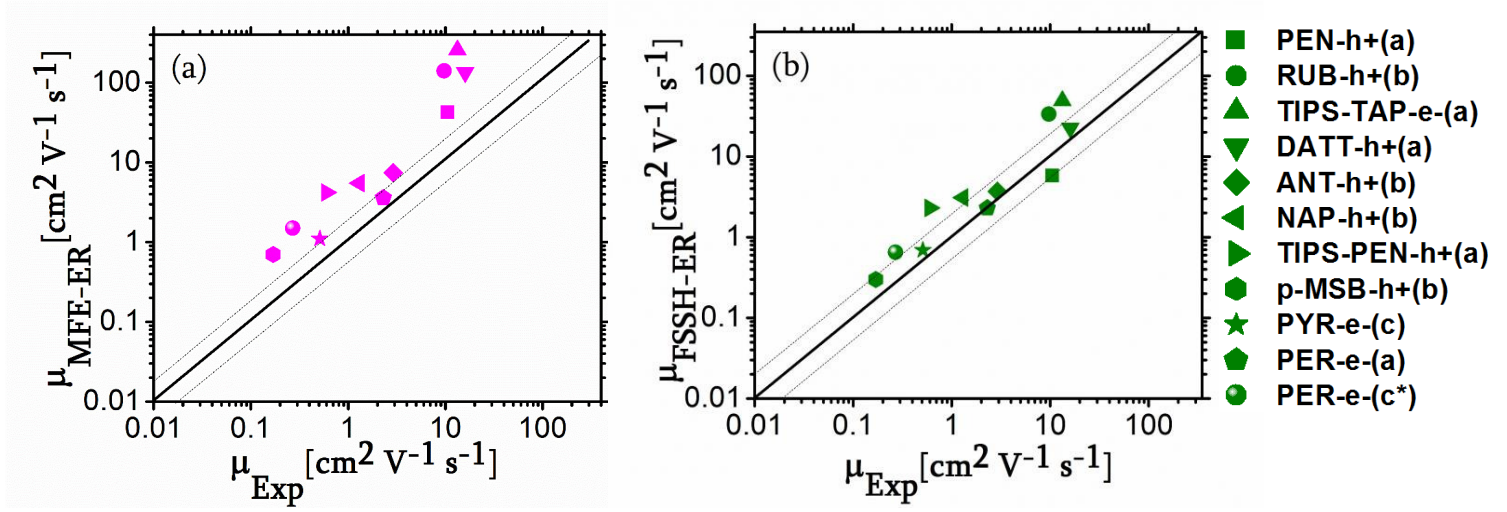 (a)
μMFE-ER[cm2 V-1 s-1]
100
10
1
0.1
0.01
0.01 0.1 1 10 100
μExp[cm2 V-1 s-1]
(b)
μFSSH-ER[cm2 V-1 s-1]
100
10
1
0.1
0.01
0.01 0.1 1 10 100
μExp[cm2 V-1 s-1]
PEN-h+(a)
RUB-h+(b)
TIPS-TAP-e-(a)
DATT-h+(a)
ANT-h+(b)
NAP-h+(b)
TIPS-PEN-h+(a)
p-MSB-h+(b)
PYR-e-(c)
PER-e-(a)
PER-e-(c*)